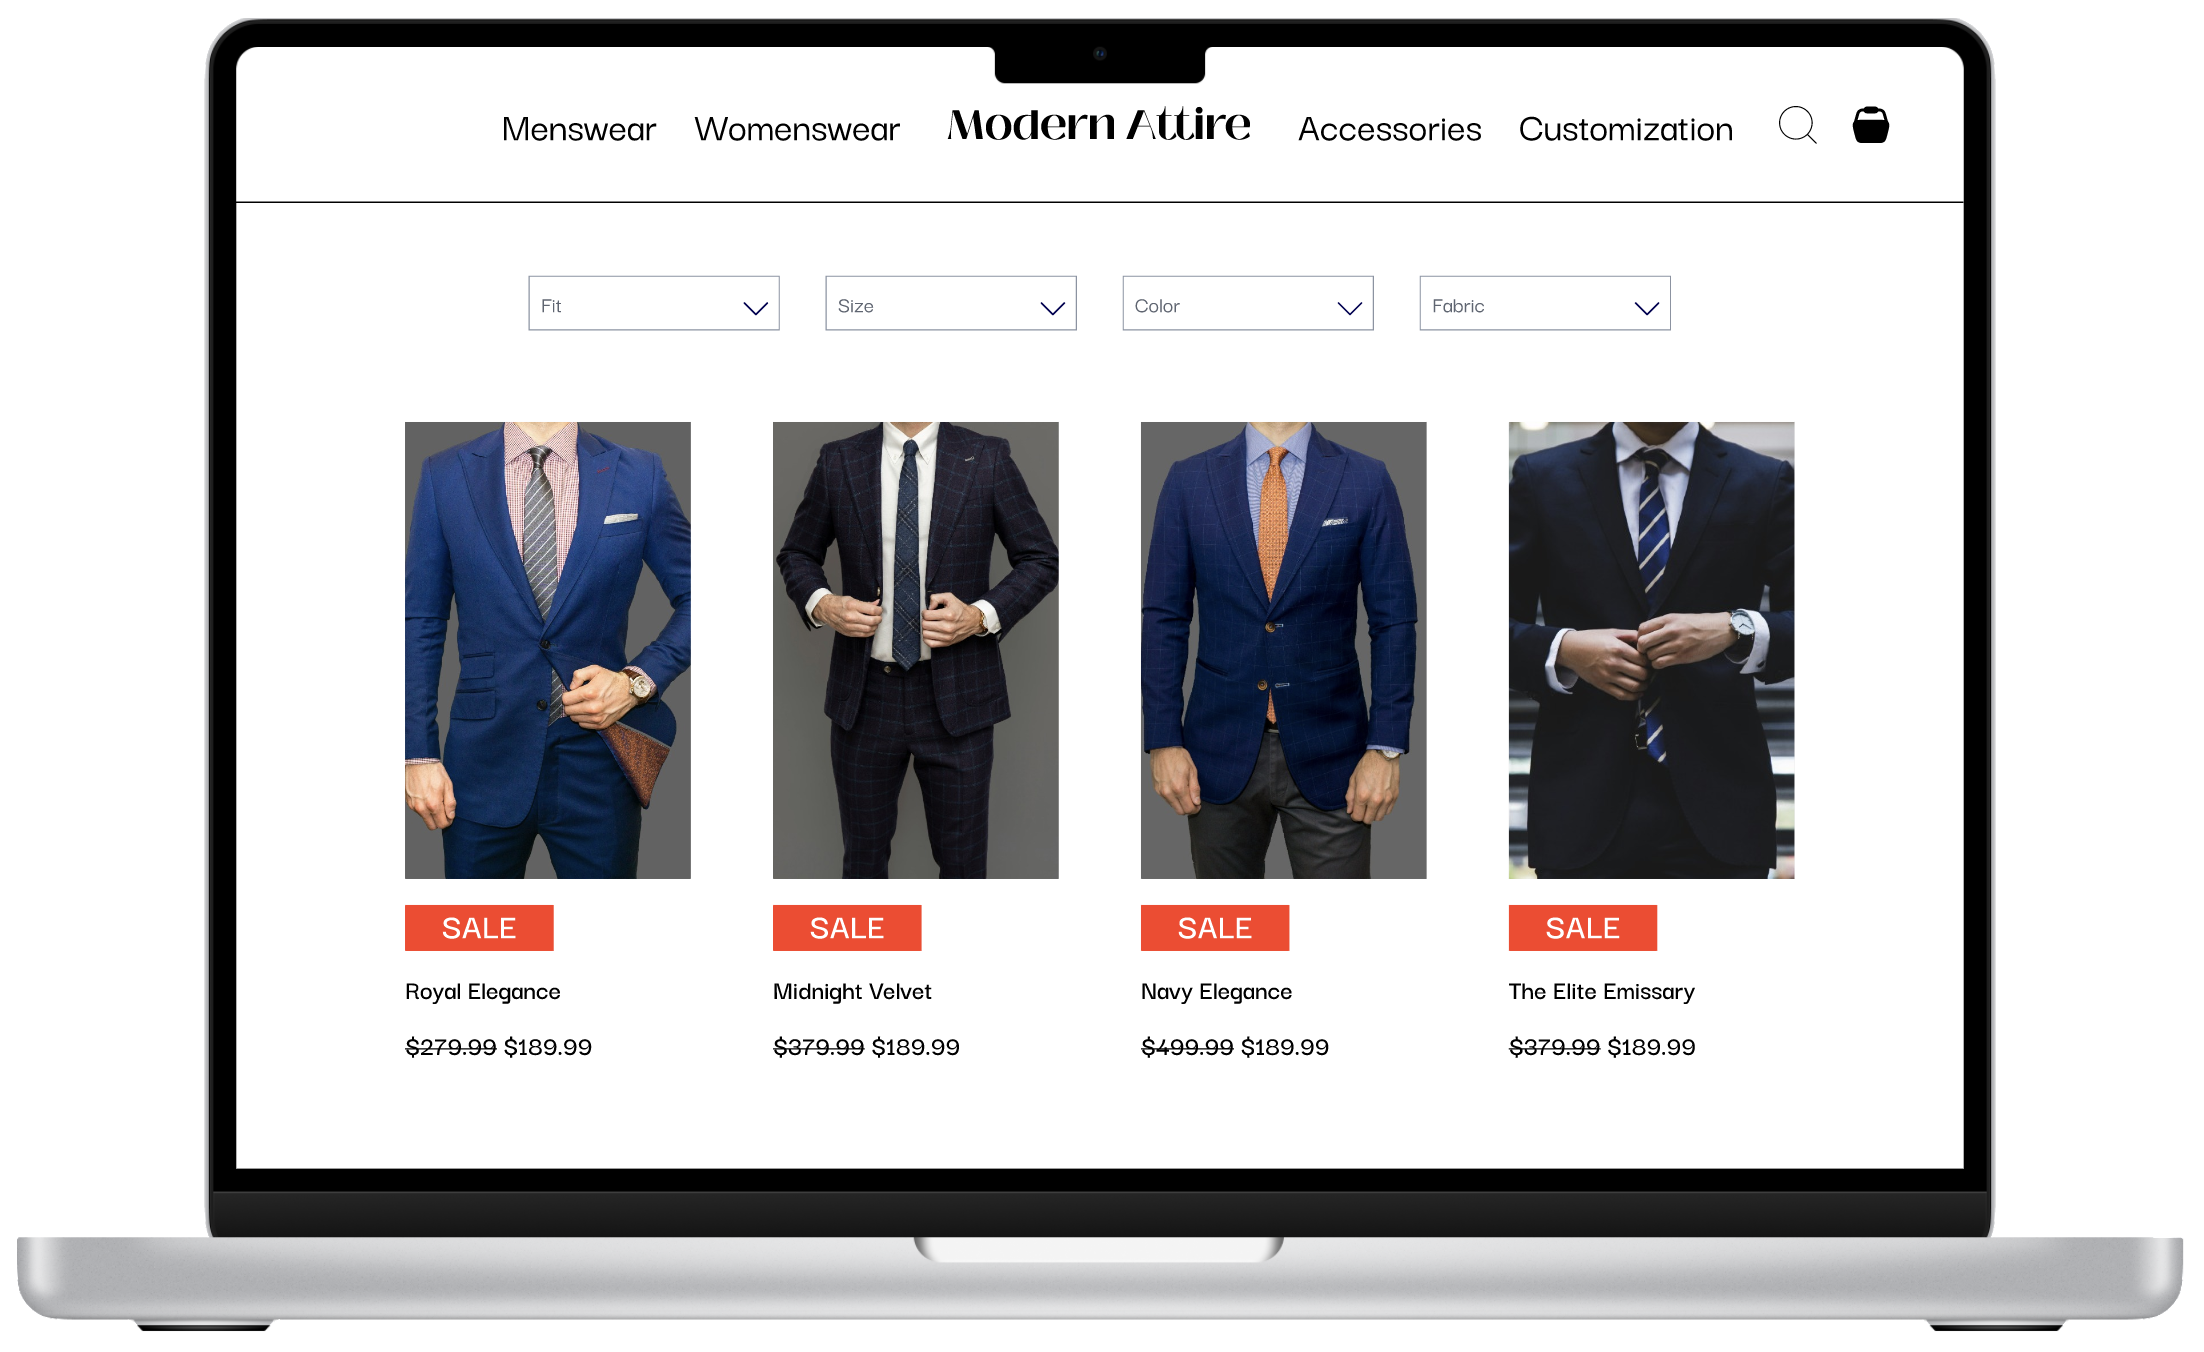 Menswear Womenswear Modern Attire Accessories Customization
Fit Size Color Fabric
SALE SALE SALE SALE
Royal Elegance Midnight Velvet Navy Elegance The Elite Emissary
$279.99 $189.99 $379.99 $189.99 $499.99 $189.99 $379.99 $189.99